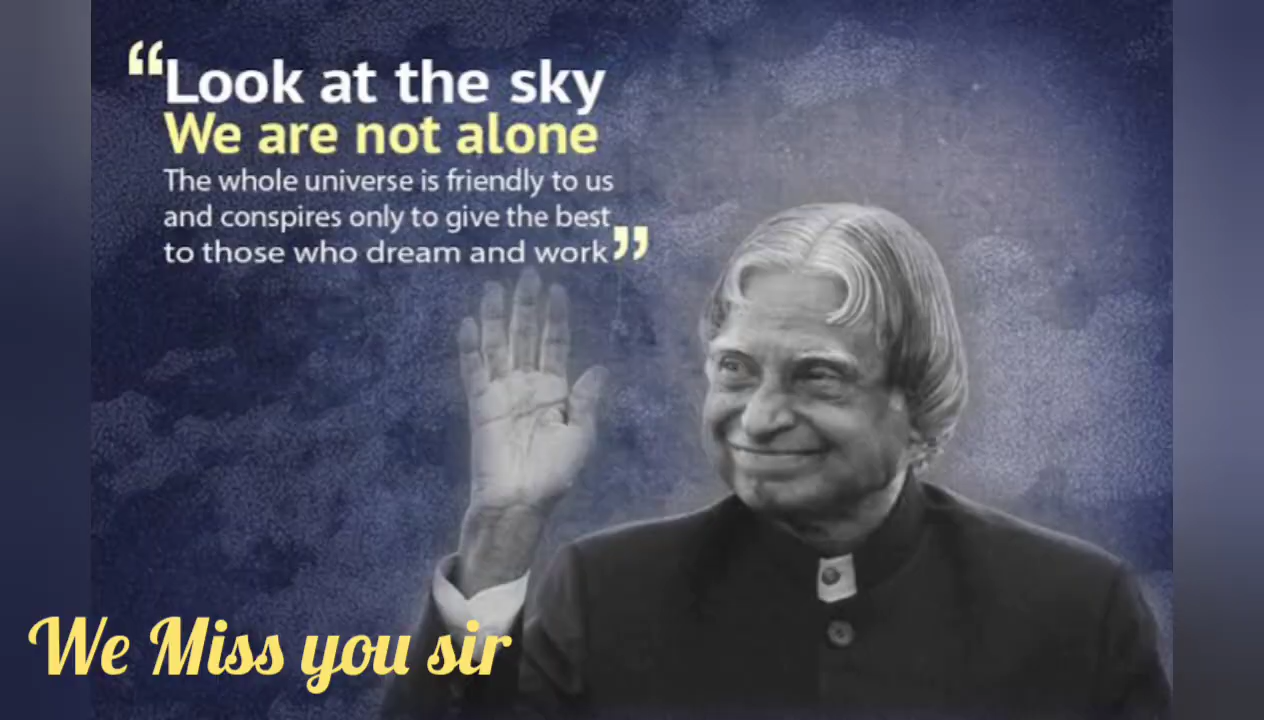 “Look at the sky
We are not alone
The whole universe is friendly to us
and conspires only to give the best
to those who dream and work”
We Miss you sir